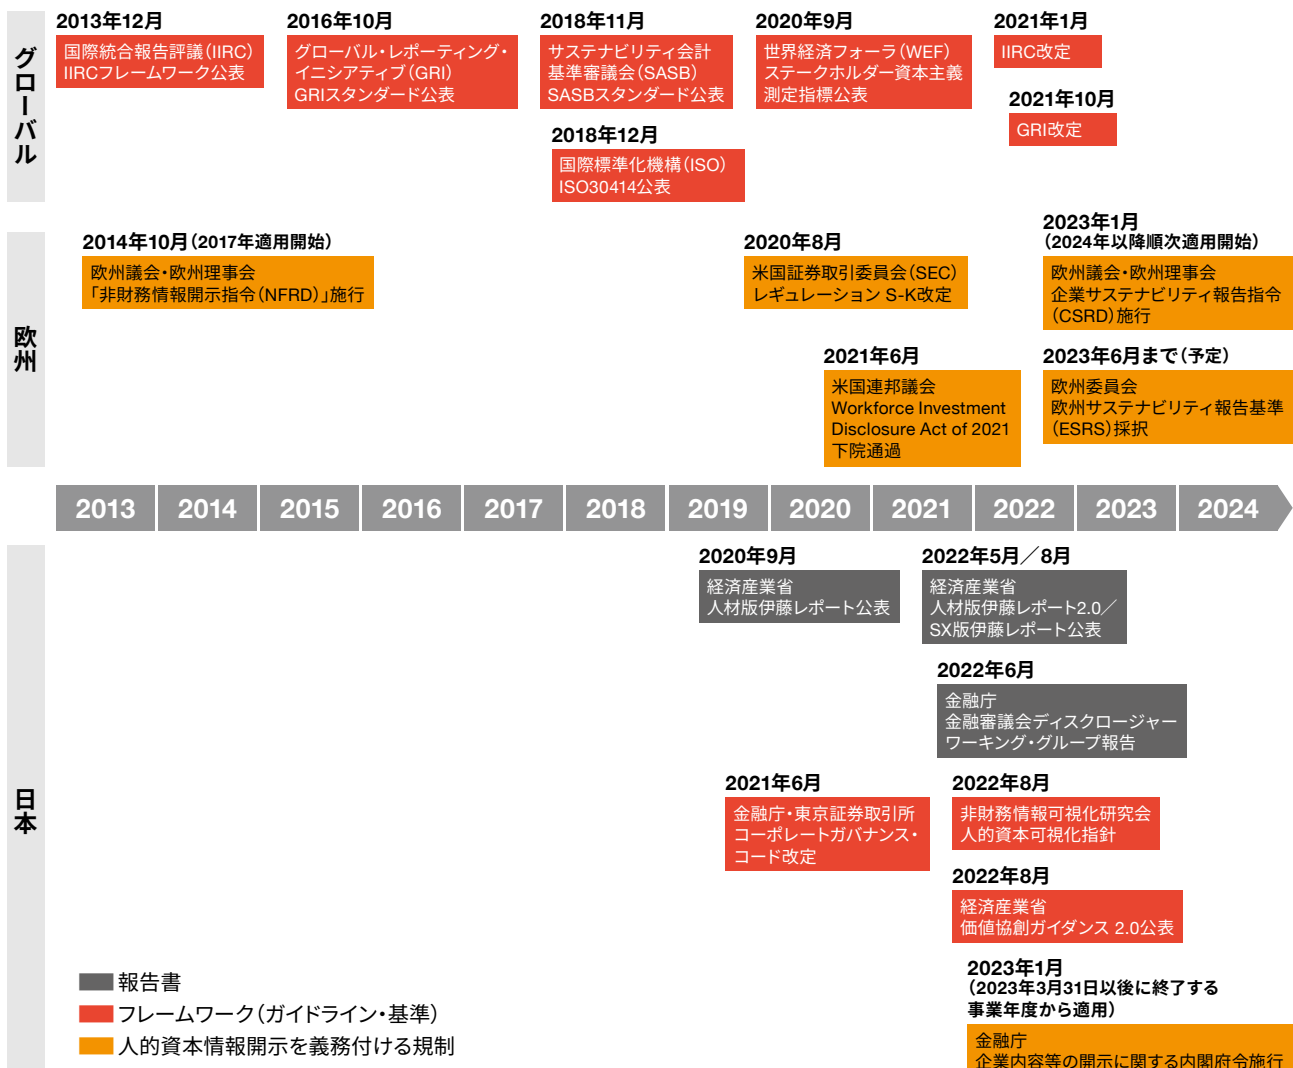 グローバル
2013年12月
国際統合報告評議(IIRC)
IIRCフレームワーク公表
2016年10月
グローバル・レポーティング・
イニシアティブ(GRI)
GRIスタンダード公表
2018年11月
サステナビリティ会計
基準審議会(SASB)
SASBスタンダード公表
2018年12月
国際標準化機構(ISO)
ISO30414公表
2020年9月
世界経済フォーラ(WEF)
ステークホルダー資本主義
測定指標公表
2021年1月
IIRC改定
2021年10月
GRI改定
欧州
2014年10月(2017年適用開始)
欧州議会・欧州理事会
「非財務情報開示指令(NFRD)」施行
2020年8月
米国証券取引委員会(SEC)
レギュレーション S-K改定
2021年6月
米国連邦議会
Workforce Investment
Disclosure Act of 2021
下院通過
2023年1月
(2024年以降順次適用開始)
欧州議会・欧州理事会
企業サステナビリティ報告指令
(CSRD)施行
2023年6月まで(予定)
欧州委員会
欧州サステナビリティ報告基準
(ESRS)採択
2013 2014 2015 2016 2017 2018 2019 2020 2021 2022 2023 2024
日本
2020年9月
経済産業省
人材版伊藤レポート公表
2022年5月／8月
経済産業省
人材版伊藤レポート2.0／
SX版伊藤レポート公表
2022年6月
金融庁
金融審議会ディスクロージャー
ワーキング・グループ報告
2021年6月
金融庁・東京証券取引所
コーポレートガバナンス・
コード改定
2022年8月
非財務情報可視化研究会
人的資本可視化指針
2022年8月
経済産業省
価値協創ガイダンス 2.0公表
2023年1月
(2023年3月31日以後に終了する
事業年度から適用)
金融庁
企業内容等の開示に関する内閣府令施行
報告書
フレームワーク(ガイドライン・基準)
人的資本情報開示を義務付ける規制